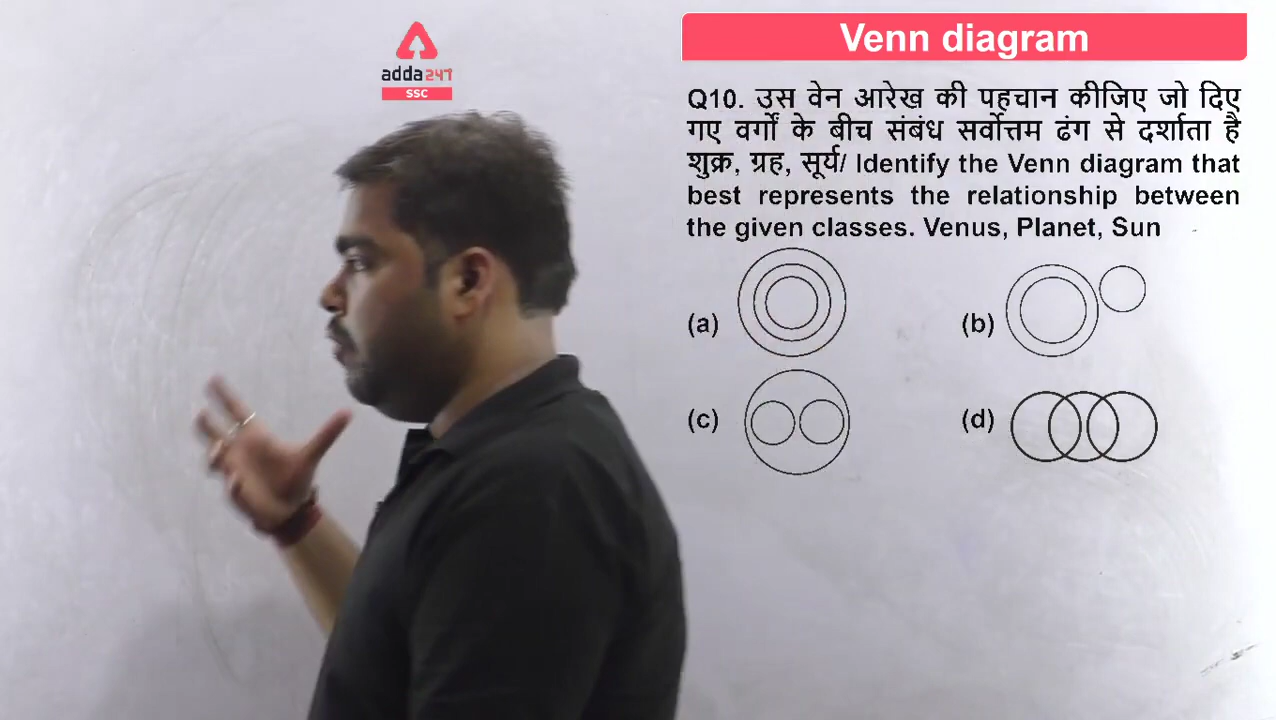 Venn diagram
adda247
SSC
Q10. उस वेन आरेख की पहचान कीजिए जो दिए
गए वर्गों के बीच संबंध सर्वोत्तम ढंग से दर्शाता है
शुक्र, ग्रह, सूर्य/ Identify the Venn diagram that
best represents the relationship between
the given classes. Venus, Planet, Sun
(a)
(b)
(c)
(d)